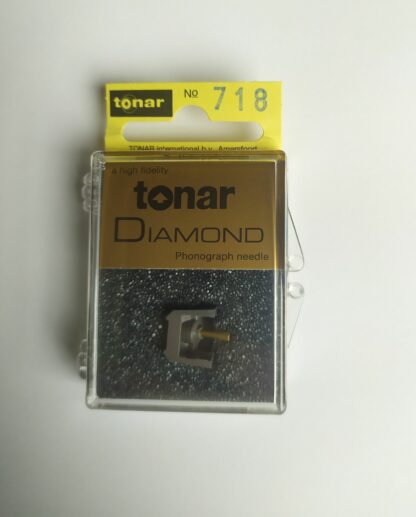 tonar No 718
TONAR international b.v. Amersfoort
a high fidelity
tonar
DIAMOND
Phonograph needle